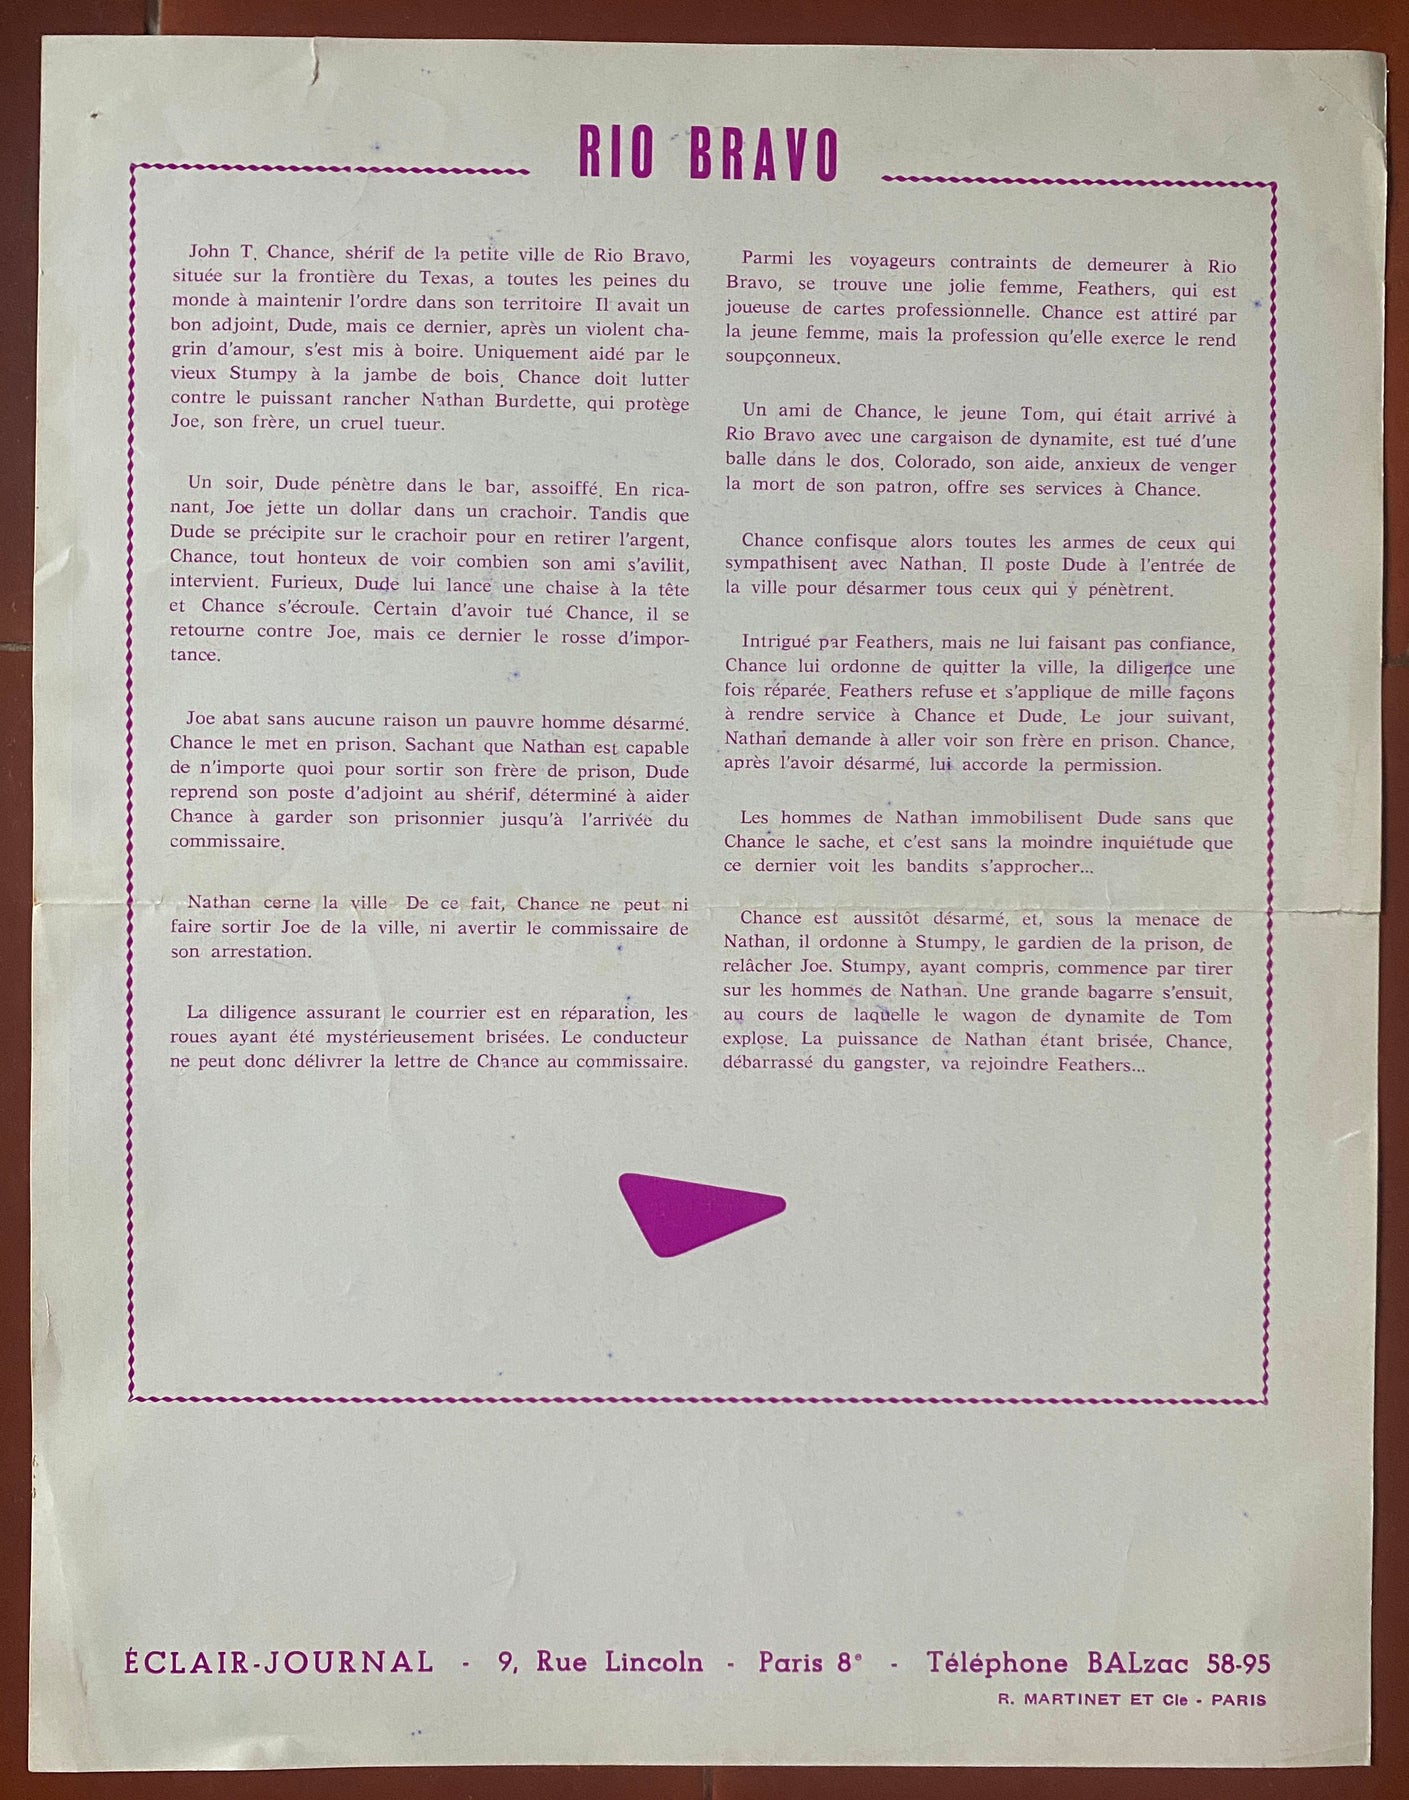 RIO BRAVO
John T. Chance, shérif de la petite ville de Rio Bravo,
située sur la frontière du Texas, a toutes les peines du
monde à maintenir l'ordre dans son territoire Il avait un
bon adjoint, Dude, mais ce dernier, après un violent cha-
grin d'amour, s'est mis à boire. Uniquement aidé par le
vieux Stumpy à la jambe de bois, Chance doit lutter
contre le puissant rancher Nathan Burdette, qui protège
Joe, son frère, un cruel tueur.
Un soir, Dude pénètre dans le bar, assoiffé. En rica-
nant, Joe jette un dollar dans un crachoir. Tandis que
Dude se précipite sur le crachoir pour en retirer l'argent,
Chance, tout honteux de voir combien son ami s'avilit,
intervient. Furieux, Dude lui lance une chaise à la tête
et Chance s'écroule. Certain d'avoir tué Chance, il se
retourne contre Joe, mais ce dernier le rosse d'impor-
tance.
Joe abat sans aucune raison un pauvre homme désarmé.
Chance le met en prison. Sachant que Nathan est capable
de n'importe quoi pour sortir son frère de prison, Dude
reprend son poste d'adjoint au shérif, déterminé à aider
Chance à garder son prisonnier jusqu'à l'arrivée du
commissaire.
Nathan cerne la ville De ce fait, Chance ne peut ni
faire sortir Joe de la ville, ni avertir le commissaire de
son arrestation.
La diligence assurant le courrier est en réparation, les
roues ayant été mystérieusement brisées. Le conducteur
ne peut donc délivrer la lettre de Chance au commissaire.
Parmi les voyageurs contraints de demeurer à Rio
Bravo, se trouve une jolie femme, Feathers, qui est
joueuse de cartes professionnelle. Chance est attiré par
la jeune femme, mais la profession qu'elle exerce le rend
soupçonneux.
Un ami de Chance, le jeune Tom, qui était arrivé à
Rio Bravo avec une cargaison de dynamite, est tué d'une
balle dans le dos. Colorado, son aide, anxieux de venger
la mort de son patron, offre ses services à Chance.
Chance confisque alors toutes les armes de ceux qui
sympathisent avec Nathan. Il poste Dude à l'entrée de
la ville pour désarmer tous ceux qui y pénètrent.
Intrigué par Feathers, mais ne lui faisant pas confiance,
Chance lui ordonne de quitter la ville, la diligence une
fois réparée. Feathers refuse et s'applique de mille façons
à rendre service à Chance et Dude. Le jour suivant,
Nathan demande à aller voir son frère en prison. Chance,
après l'avoir désarmé, lui accorde la permission.
Les hommes de Nathan immobilisent Dude sans que
Chance le sache, et c'est sans la moindre inquiétude que
ce dernier voit les bandits s'approcher...
Chance est aussitôt désarmé, et, sous la menace de
Nathan, il ordonne à Stumpy, le gardien de la prison, de
relâcher Joe. Stumpy, ayant compris, commence par tirer
sur les hommes de Nathan. Une grande bagarre s'ensuit,
au cours de laquelle le wagon de dynamite de Tom
explose. La puissance de Nathan étant brisée, Chance,
débarrassé du gangster, va rejoindre Feathers...
ÉCLAIR-JOURNAL - 9, Rue Lincoln - Paris 8e - Téléphone BALzac 58-95
R. MARTINET ET Cie - PARIS